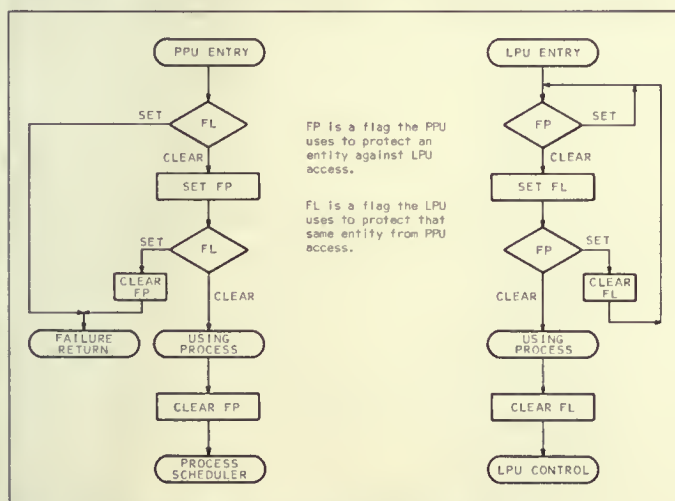 PPU ENTRY
SET
FL
CLEAR
SET FP
SET
FL
CLEAR
FP
CLEAR
FAILURE
RETURN
USING
PROCESS
CLEAR FP
PROCESS
SCHEDULER
FP is a flag the PPU
uses to protect an
entity against LPU
access.
FL is a flag the LPU
uses to protect that
same entity from PPU
access.
LPU ENTRY
FP
SET
CLEAR
SET FL
FP
SET
CLEAR
FL
CLEAR
USING
PROCESS
CLEAR FL
LPU CONTROL